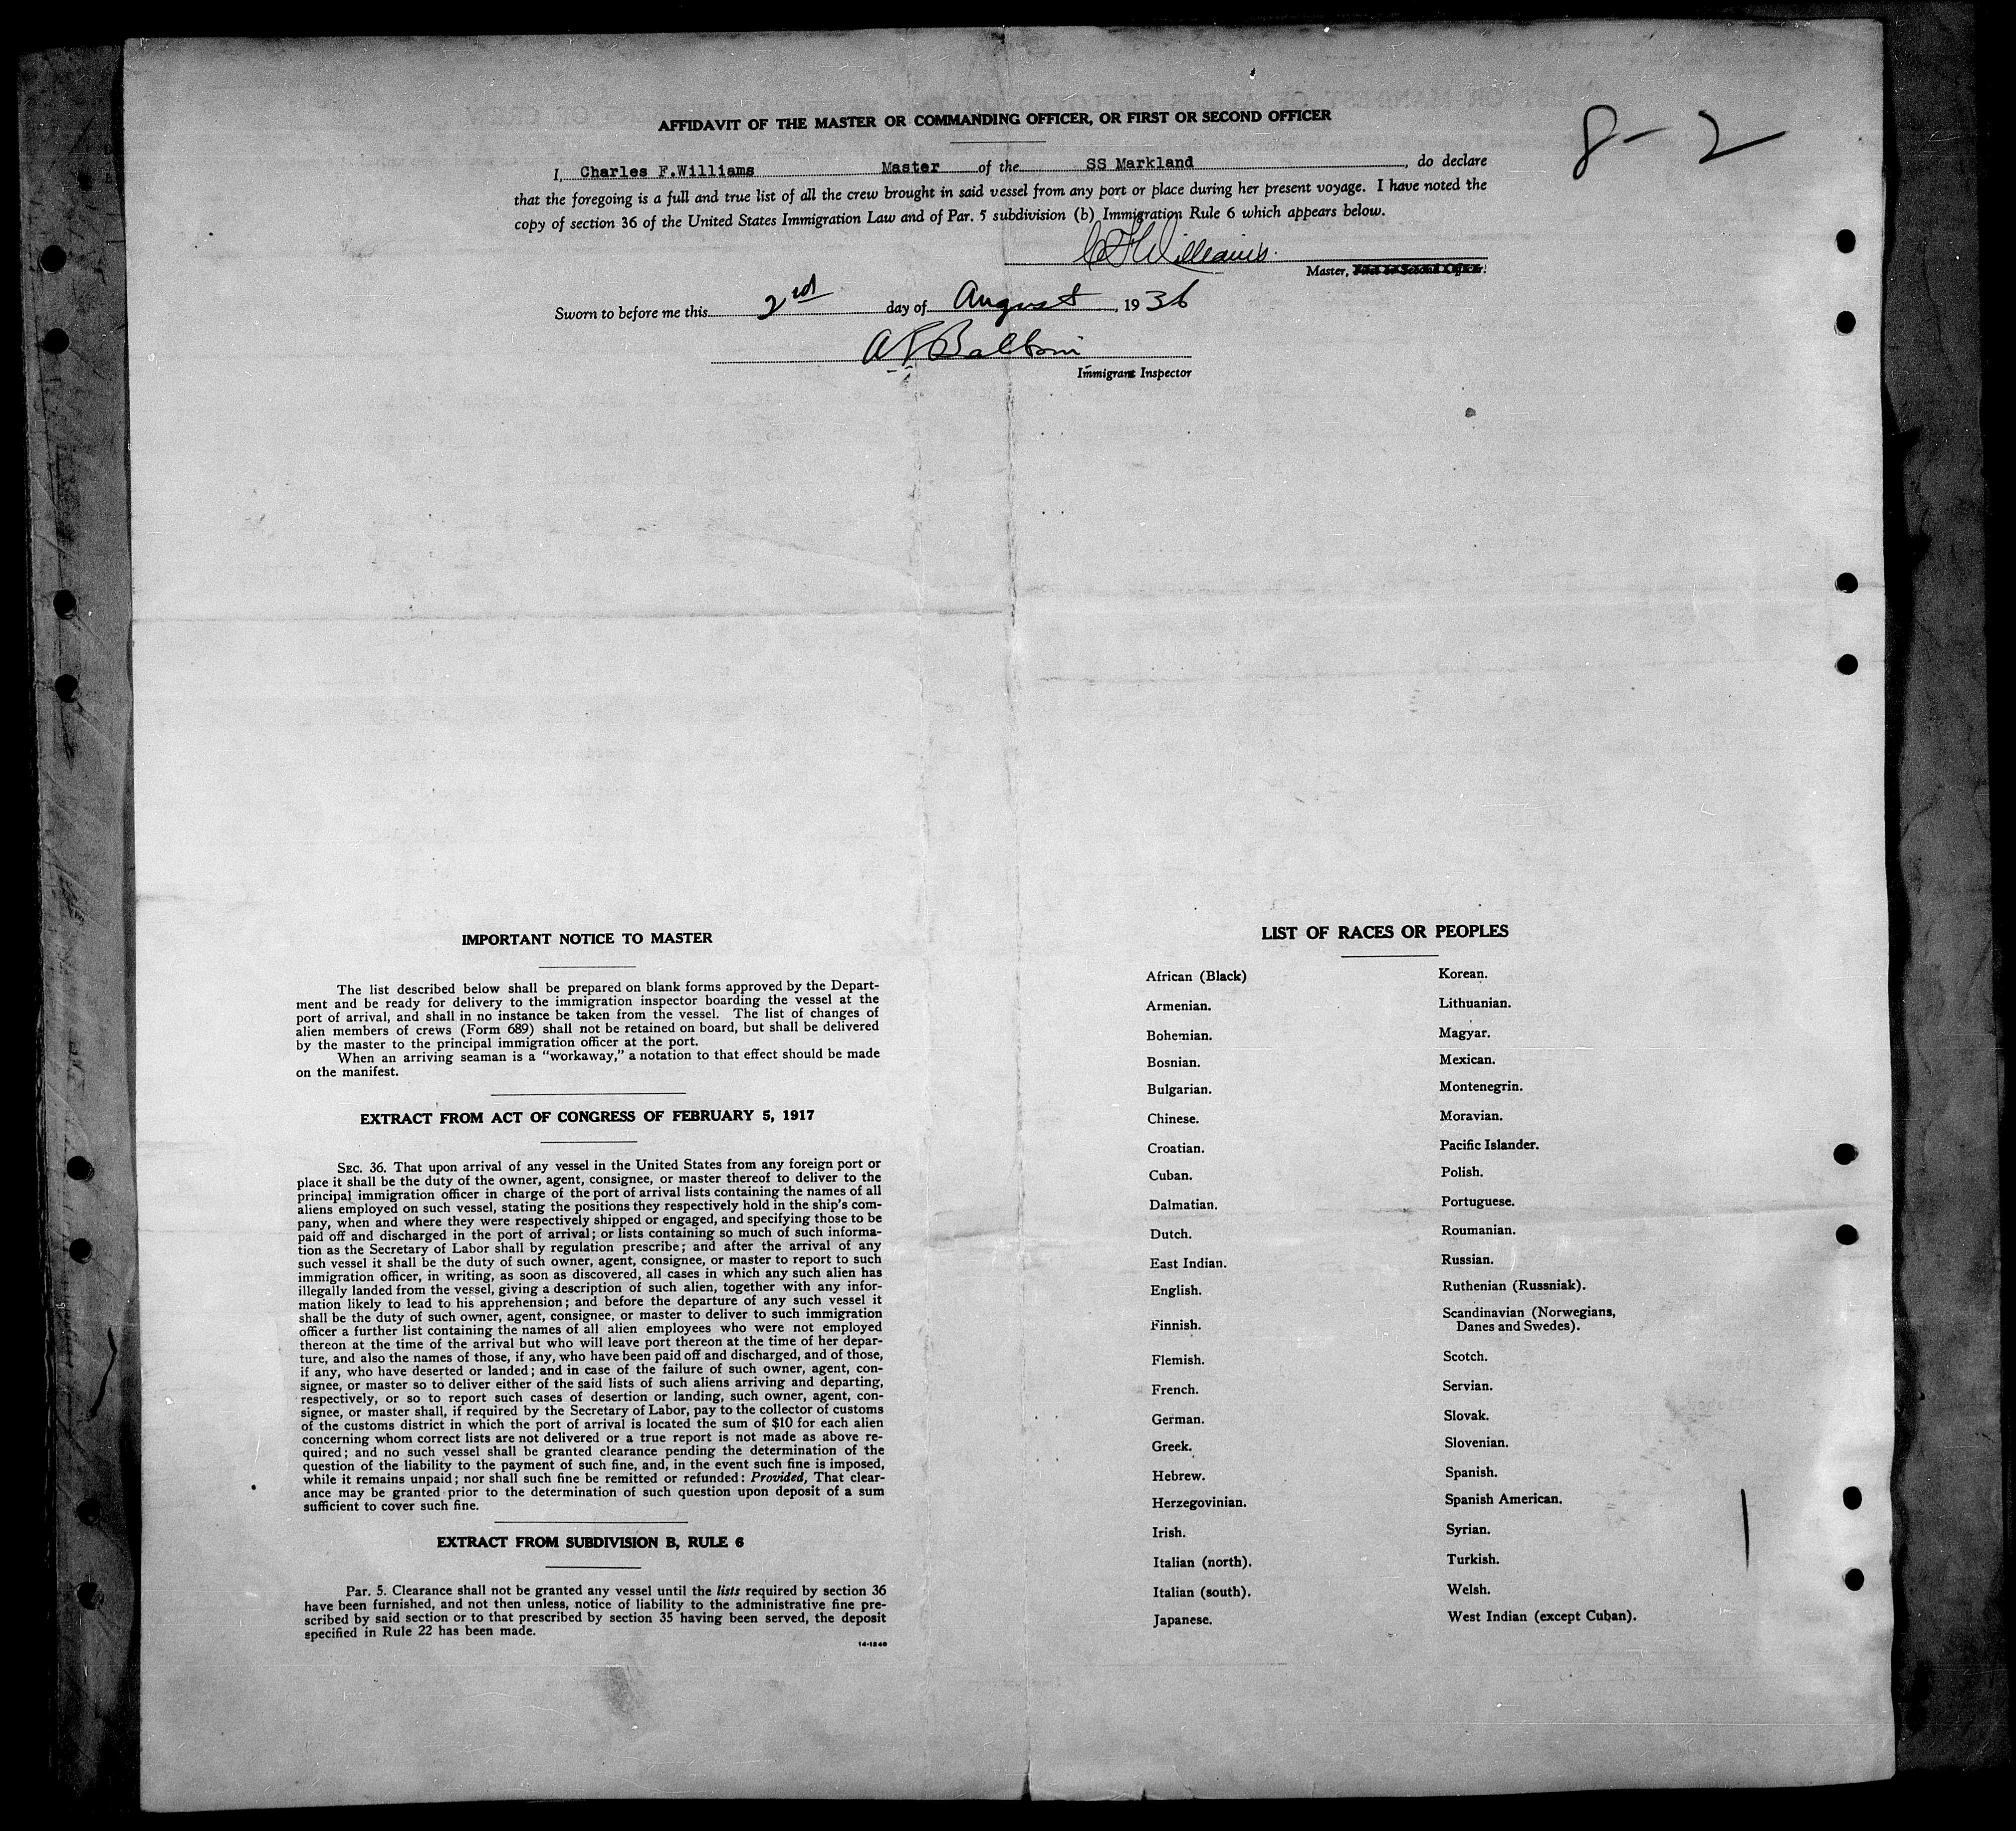 AFFIDAVIT OF THE MASTER OR COMMANDING OFFICER, OR FIRST OR SECOND OFFICER
8-2
I, Charles F.Williams Master of the SS Markland, do declare
that the foregoing is a full and true list of all the crew brought in said vessel from any port or place during her present voyage. I have noted the
copy of section 36 of the United States Immigration Law and of Par. 5 subdivision (b) Immigration Rule 6 which appears below.
CF Williams.
Master, First or Second Officer.
Sworn to before me this 2nd day of August, 1936
Immigrant Inspector
IMPORTANT NOTICE TO MASTER
The list described below shall be prepared on blank forms approved by the Depart-
ment and be ready for delivery to the immigration inspector boarding the vessel at the
port of arrival, and shall in no instance be taken from the vessel. The list of changes of
alien members of crews (Form 689) shall not be retained on board, but shall be delivered
by the master to the principal immigration officer at the port.
When an arriving seaman is a "workaway," a notation to that effect should be made
on the manifest.
EXTRACT FROM ACT OF CONGRESS OF FEBRUARY 5, 1917
SEC. 36. That upon arrival of any vessel in the United States from any foreign port or
place it shall be the duty of the owner, agent, consignee, or master thereof to deliver to the
principal immigration officer in charge of the port of arrival lists containing the names of all
aliens employed on such vessel, stating the positions they respectively hold in the ship's com-
pany, when and where they were respectively shipped or engaged, and specifying those to be
paid off and discharged in the port of arrival; or lists containing so much of such informa-
tion as the Secretary of Labor shall by regulation prescribe; and after the arrival of any
such vessel it shall be the duty of such owner, agent, consignee, or master to report to such
immigration officer, in writing, as soon as discovered, all cases in which any such alien has
illegally landed from the vessel, giving a description of such alien, together with any infor-
mation likely to lead to his apprehension; and before the departure of any such vessel it
shall be the duty of such owner, agent, consignee, or master to deliver to such immigration
officer a further list containing the names of all alien employees who were not employed
thereon at the time of the arrival but who will leave port thereon at the time of her depar-
ture, and also the names of those, if any, who have been paid off and discharged, and of those,
if any, who have deserted or landed; and in case of the failure of such owner, agent, con-
signee, or master so to deliver either of the said lists of such aliens arriving and departing,
respectively, or so to report such cases of desertion or landing, such owner, agent, con-
signee, or master shall, if required by the Secretary of Labor, pay to the collector of customs
of the customs district in which the port of arrival is located the sum of $10 for each alien
concerning whom correct lists are not delivered or a true report is not made as above re-
quired; and no such vessel shall be granted clearance pending the determination of the
question of the liability to the payment of such fine, and, in the event such fine is imposed,
while it remains unpaid; nor shall such fine be remitted or refunded: Provided, That clear-
ance may be granted prior to the determination of such question upon deposit of a sum
sufficient to cover such fine.
EXTRACT FROM SUBDIVISION B, RULE 6
Par. 5. Clearance shall not be granted any vessel until the lists required by section 36
have been furnished, and not then unless, notice of liability to the administrative fine pre-
scribed by said section or to that prescribed by section 35 having been served, the deposit
specified in Rule 22 has been made.
14-1240
LIST OF RACES OR PEOPLES
African (Black)
Armenian.
Bohemian.
Bosnian.
Bulgarian.
Chinese.
Croatian.
Cuban.
Dalmatian.
Dutch.
East Indian.
English.
Finnish.
Flemish.
French.
German.
Greek.
Hebrew.
Herzegovinian.
Irish.
Italian (north).
Italian (south).
Japanese.
Korean.
Lithuanian.
Magyar.
Mexican.
Montenegrin.
Moravian.
Pacific Islander.
Polish.
Portuguese.
Roumanian.
Russian.
Ruthenian (Russniak).
Scandinavian (Norwegians,
Danes and Swedes).
Scotch.
Servian.
Slovak.
Slovenian.
Spanish.
Spanish American.
Syrian.
Turkish.
Welsh.
West Indian (except Cuban).